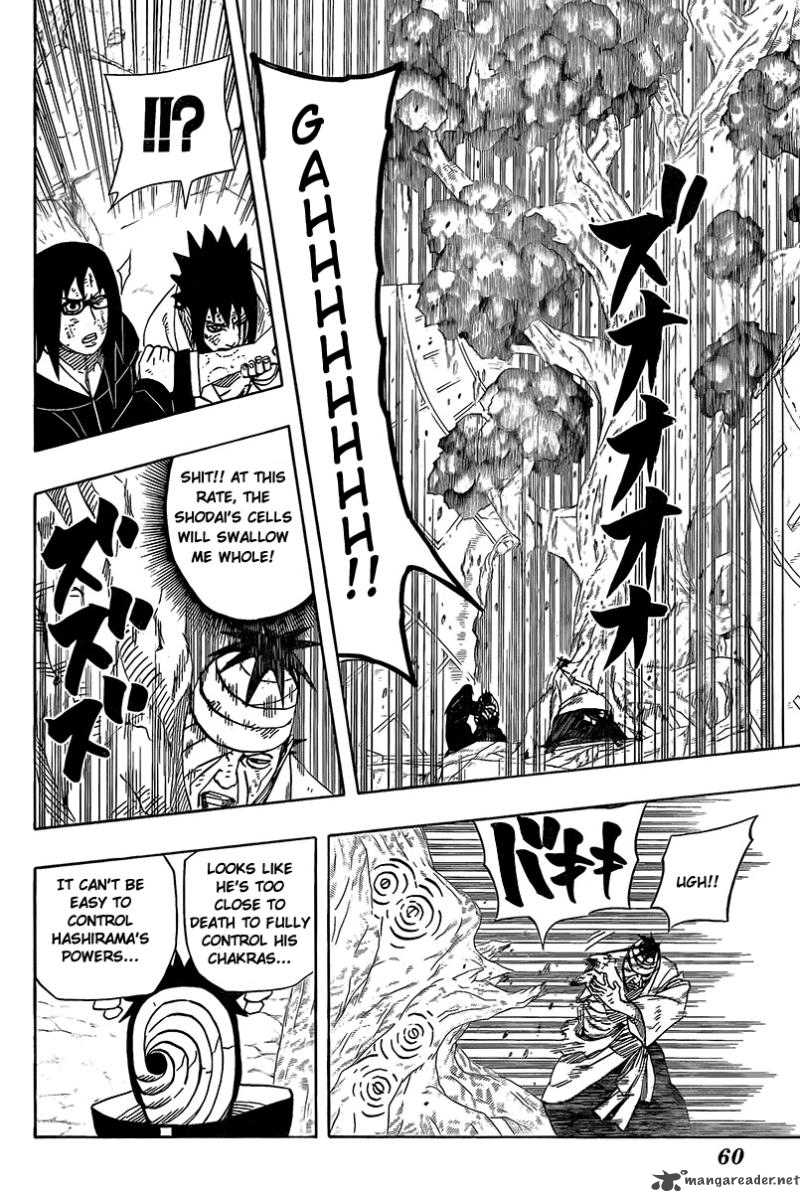 ズオオオオ
G
A
H
H
H
H
H
H
H
H
H
!!
!!?
SHIT!! AT THIS
RATE, THE
SHODAI'S CELLS
WILL SWALLOW
ME WHOLE!
ズズズ
UGH!!
バキキ
LOOKS LIKE
HE'S TOO
CLOSE TO
DEATH TO FULLY
CONTROL HIS
CHAKRAS...
IT CAN'T BE
EASY TO
CONTROL
HASHIRAMA'S
POWERS...
60
mangareader.net